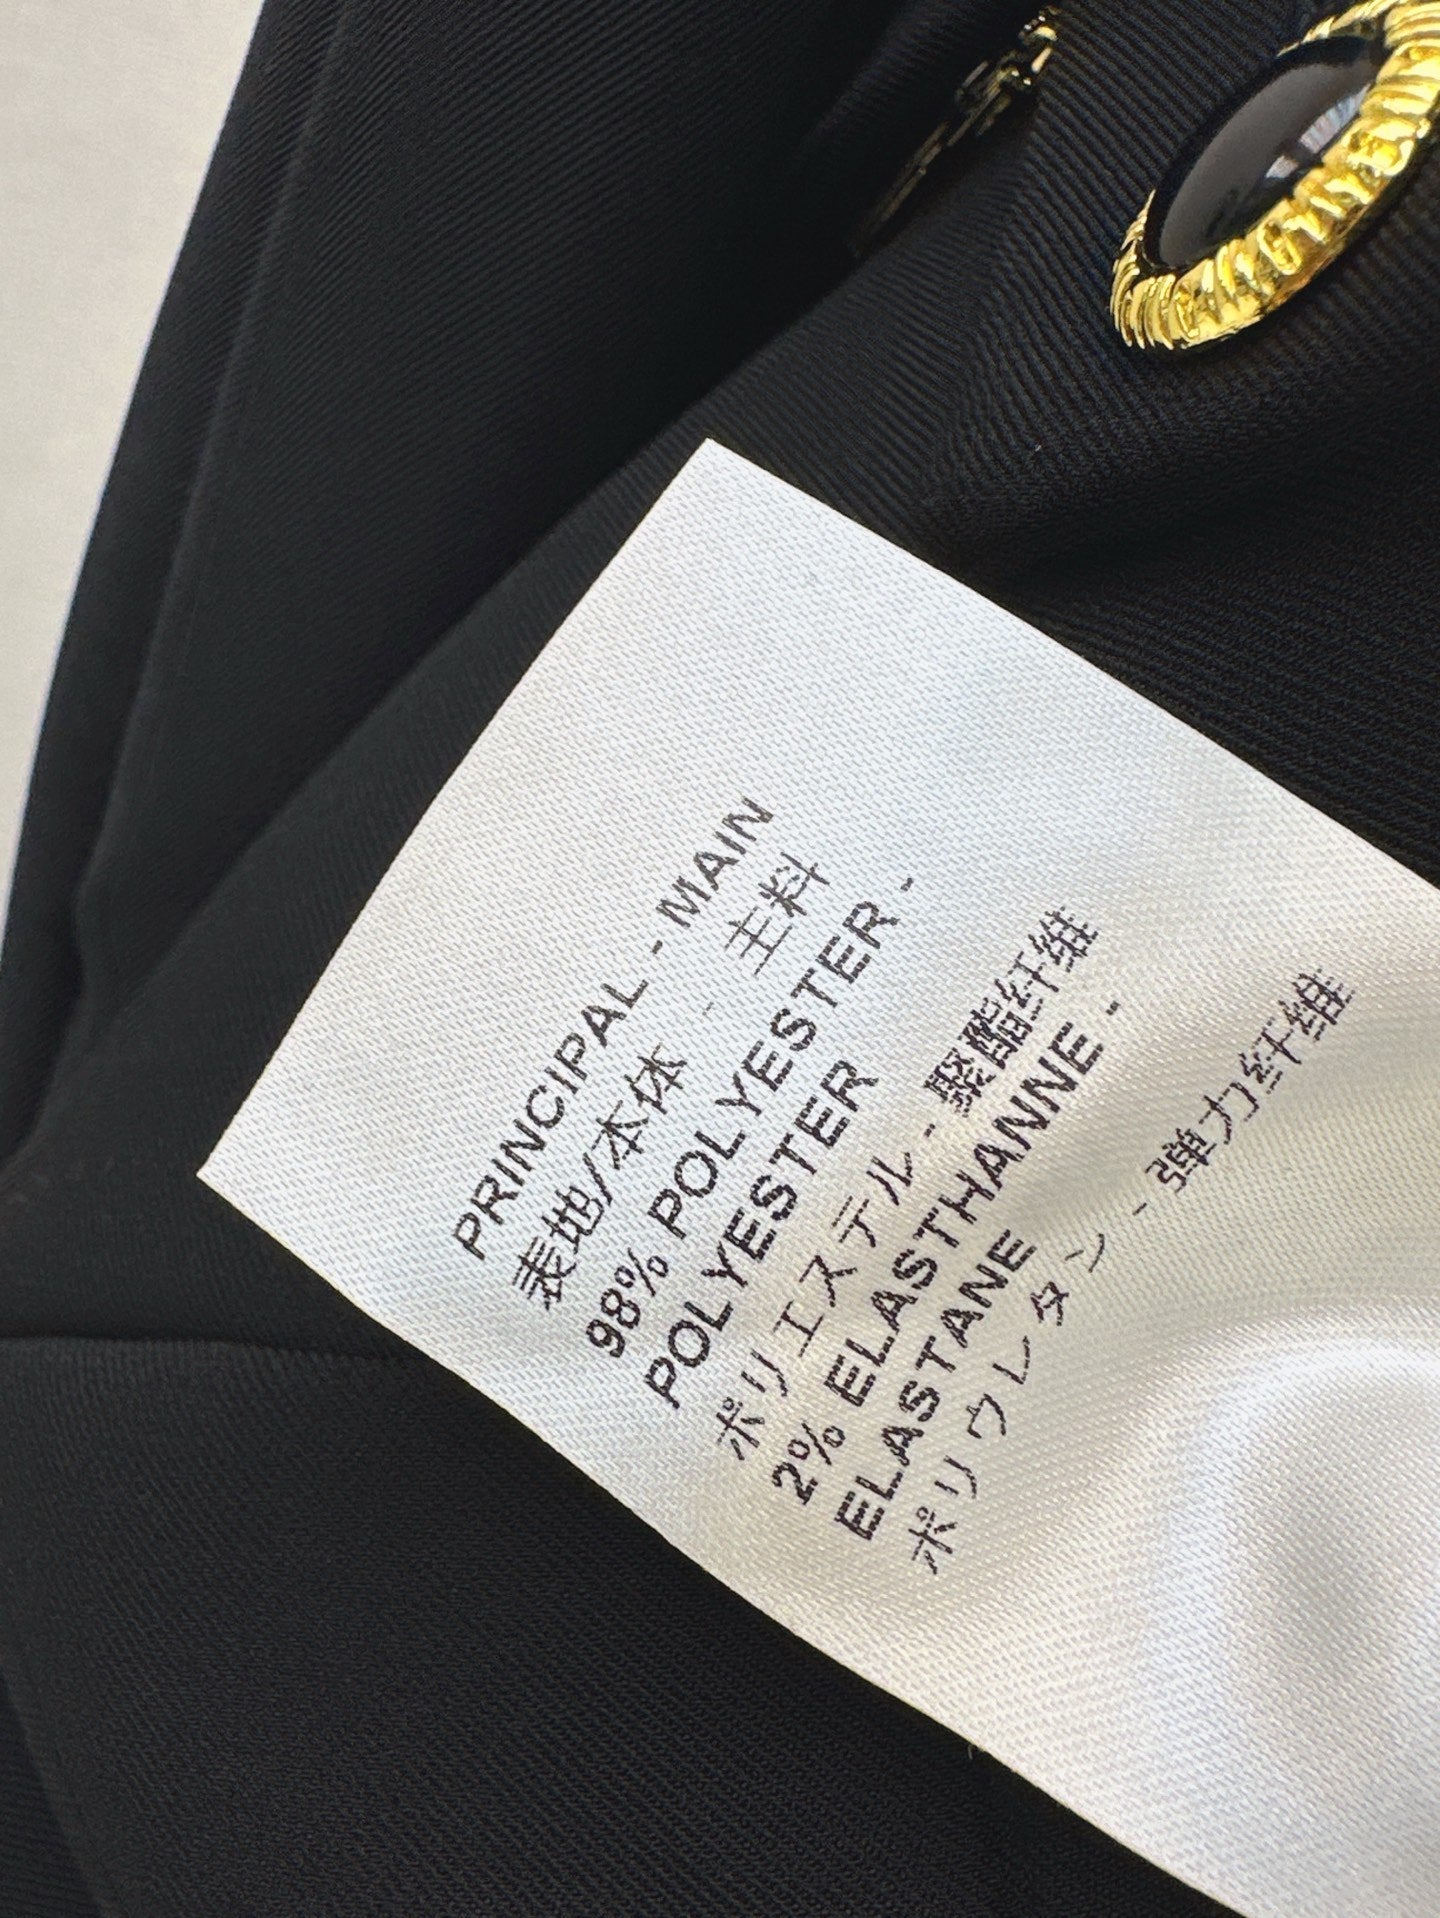 PRINCIPAL - MAIN
表地/本体 - 主料
98% POLYESTER -
POLYESTER
ポリエステル - 聚酯纤维
2% ELASTHANNE -
ELASTANE
ポリウレタン - 弹力纤维